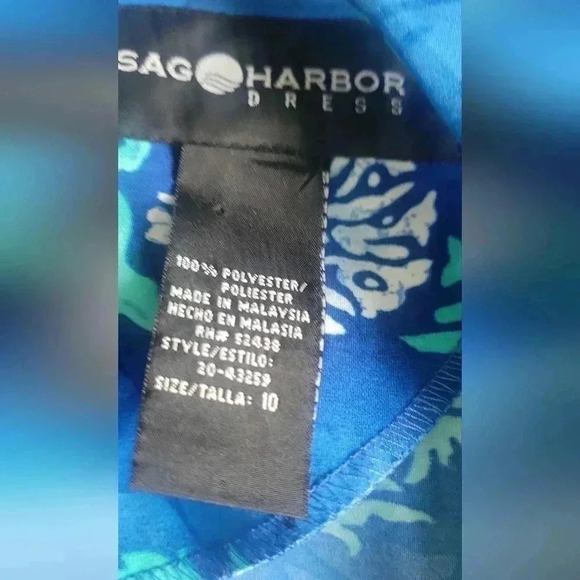 SAG HARBOR
DRESS
100% POLYESTER/
POLIESTER
MADE IN MALAYSIA
HECHO EN MALASIA
RN# 52438
STYLE/ESTILO:
20-43259
SIZE/TALLA: 10